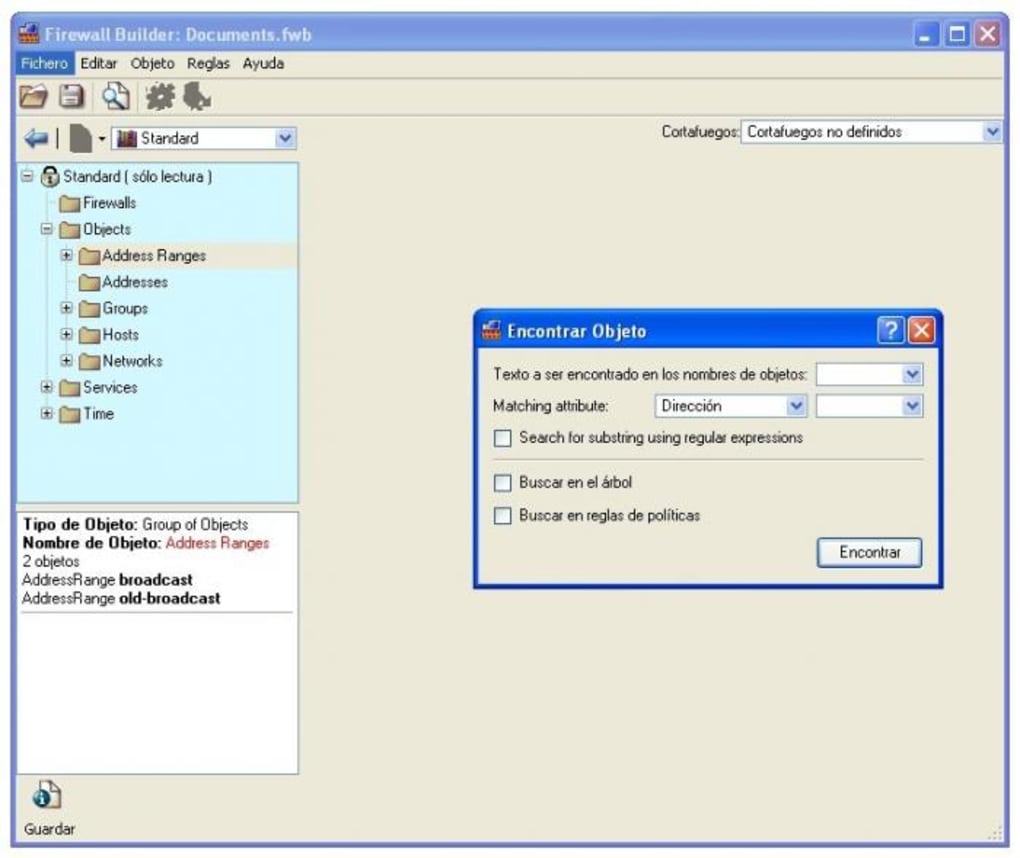 Firewall Builder: Documents.fwb
Fichero Editar Objeto Reglas Ayuda
Standard
Cortafuegos: Cortafuegos no definidos
Standard ( sólo lectura )
Firewalls
Objects
Address Ranges
Addresses
Groups
Hosts
Networks
Services
Time
Encontrar Objeto
Texto a ser encontrado en los nombres de objetos:
Matching attribute: Dirección
Search for substring using regular expressions
Buscar en el árbol
Buscar en reglas de políticas
Encontrar
Tipo de Objeto: Group of Objects
Nombre de Objeto: Address Ranges
2 objetos
AddressRange broadcast
AddressRange old-broadcast
Guardar